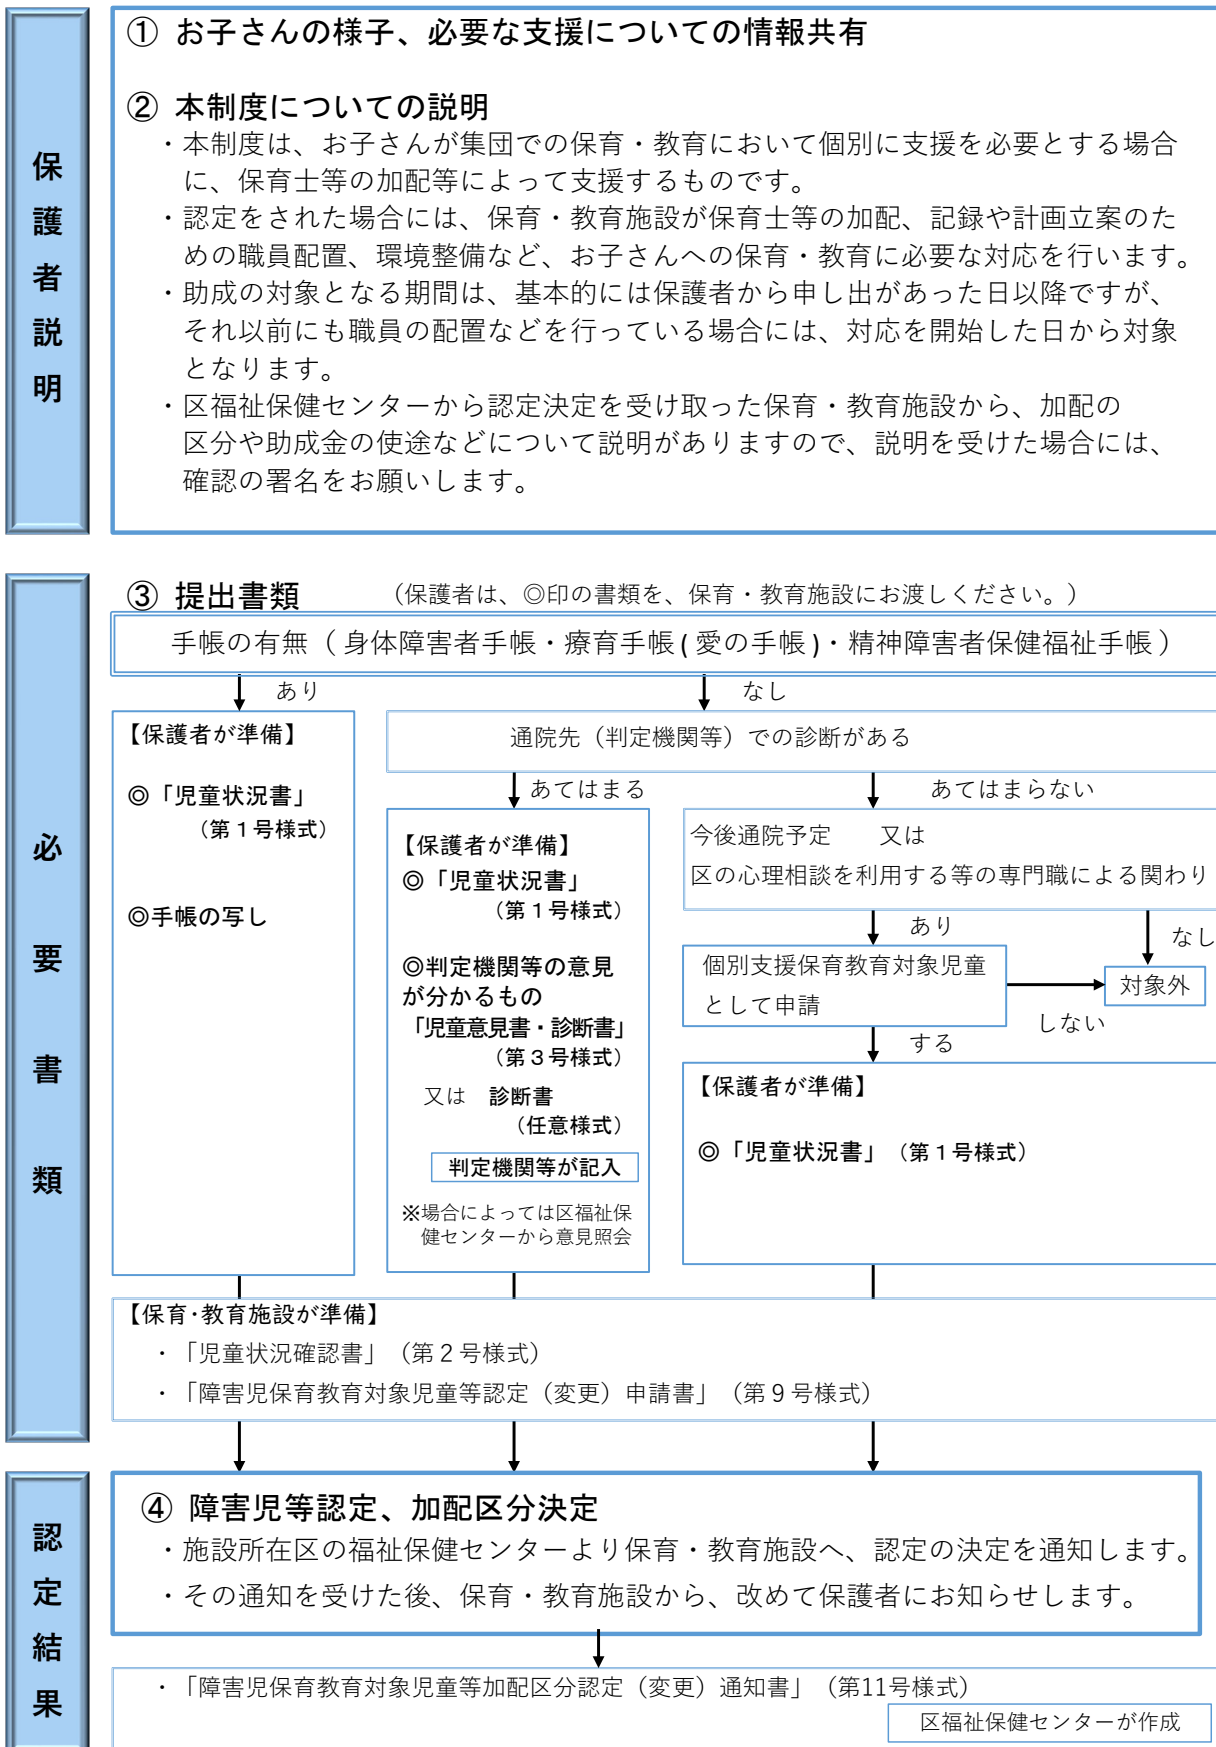 保護者説明
① お子さんの様子、必要な支援についての情報共有
② 本制度についての説明
・本制度は、お子さんが集団での保育・教育において個別に支援を必要とする場合
に、保育士等の加配等によって支援するものです。
・認定をされた場合には、保育・教育施設が保育士等の加配、記録や計画立案のた
めの職員配置、環境整備など、お子さんへの保育・教育に必要な対応を行います。
・助成の対象となる期間は、基本的には保護者から申し出があった日以降ですが、
それ以前にも職員の配置などを行っている場合には、対応を開始した日から対象
となります。
・区福祉保健センターから認定決定を受け取った保育・教育施設から、加配の
区分や助成金の使途などについて説明がありますので、説明を受けた場合には、
確認の署名をお願いします。
必要書類
③ 提出書類 （保護者は、◎印の書類を、保育・教育施設にお渡しください。）
手帳の有無（ 身体障害者手帳・療育手帳( 愛の手帳 )・精神障害者保健福祉手帳 ）
あり
なし
【保護者が準備】
◎「児童状況書」
（第１号様式）
◎手帳の写し
通院先（判定機関等）での診断がある
あてはまる
あてはまらない
【保護者が準備】
◎「児童状況書」
（第１号様式）
◎判定機関等の意見
が分かるもの
「児童意見書・診断書」
（第３号様式）
又は 診断書
（任意様式）
判定機関等が記入
※場合によっては区福祉保
健センターから意見照会
今後通院予定 又は
区の心理相談を利用する等の専門職による関わり
あり
なし
個別支援保育教育対象児童
として申請
対象外
しない
する
【保護者が準備】
◎「児童状況書」（第１号様式）
【保育・教育施設が準備】
・「児童状況確認書」（第２号様式）
・「障害児保育教育対象児童等認定（変更）申請書」（第９号様式）
認定結果
④ 障害児等認定、加配区分決定
・施設所在区の福祉保健センターより保育・教育施設へ、認定の決定を通知します。
・その通知を受けた後、保育・教育施設から、改めて保護者にお知らせします。
・「障害児保育教育対象児童等加配区分認定（変更）通知書」（第11号様式）
区福祉保健センターが作成